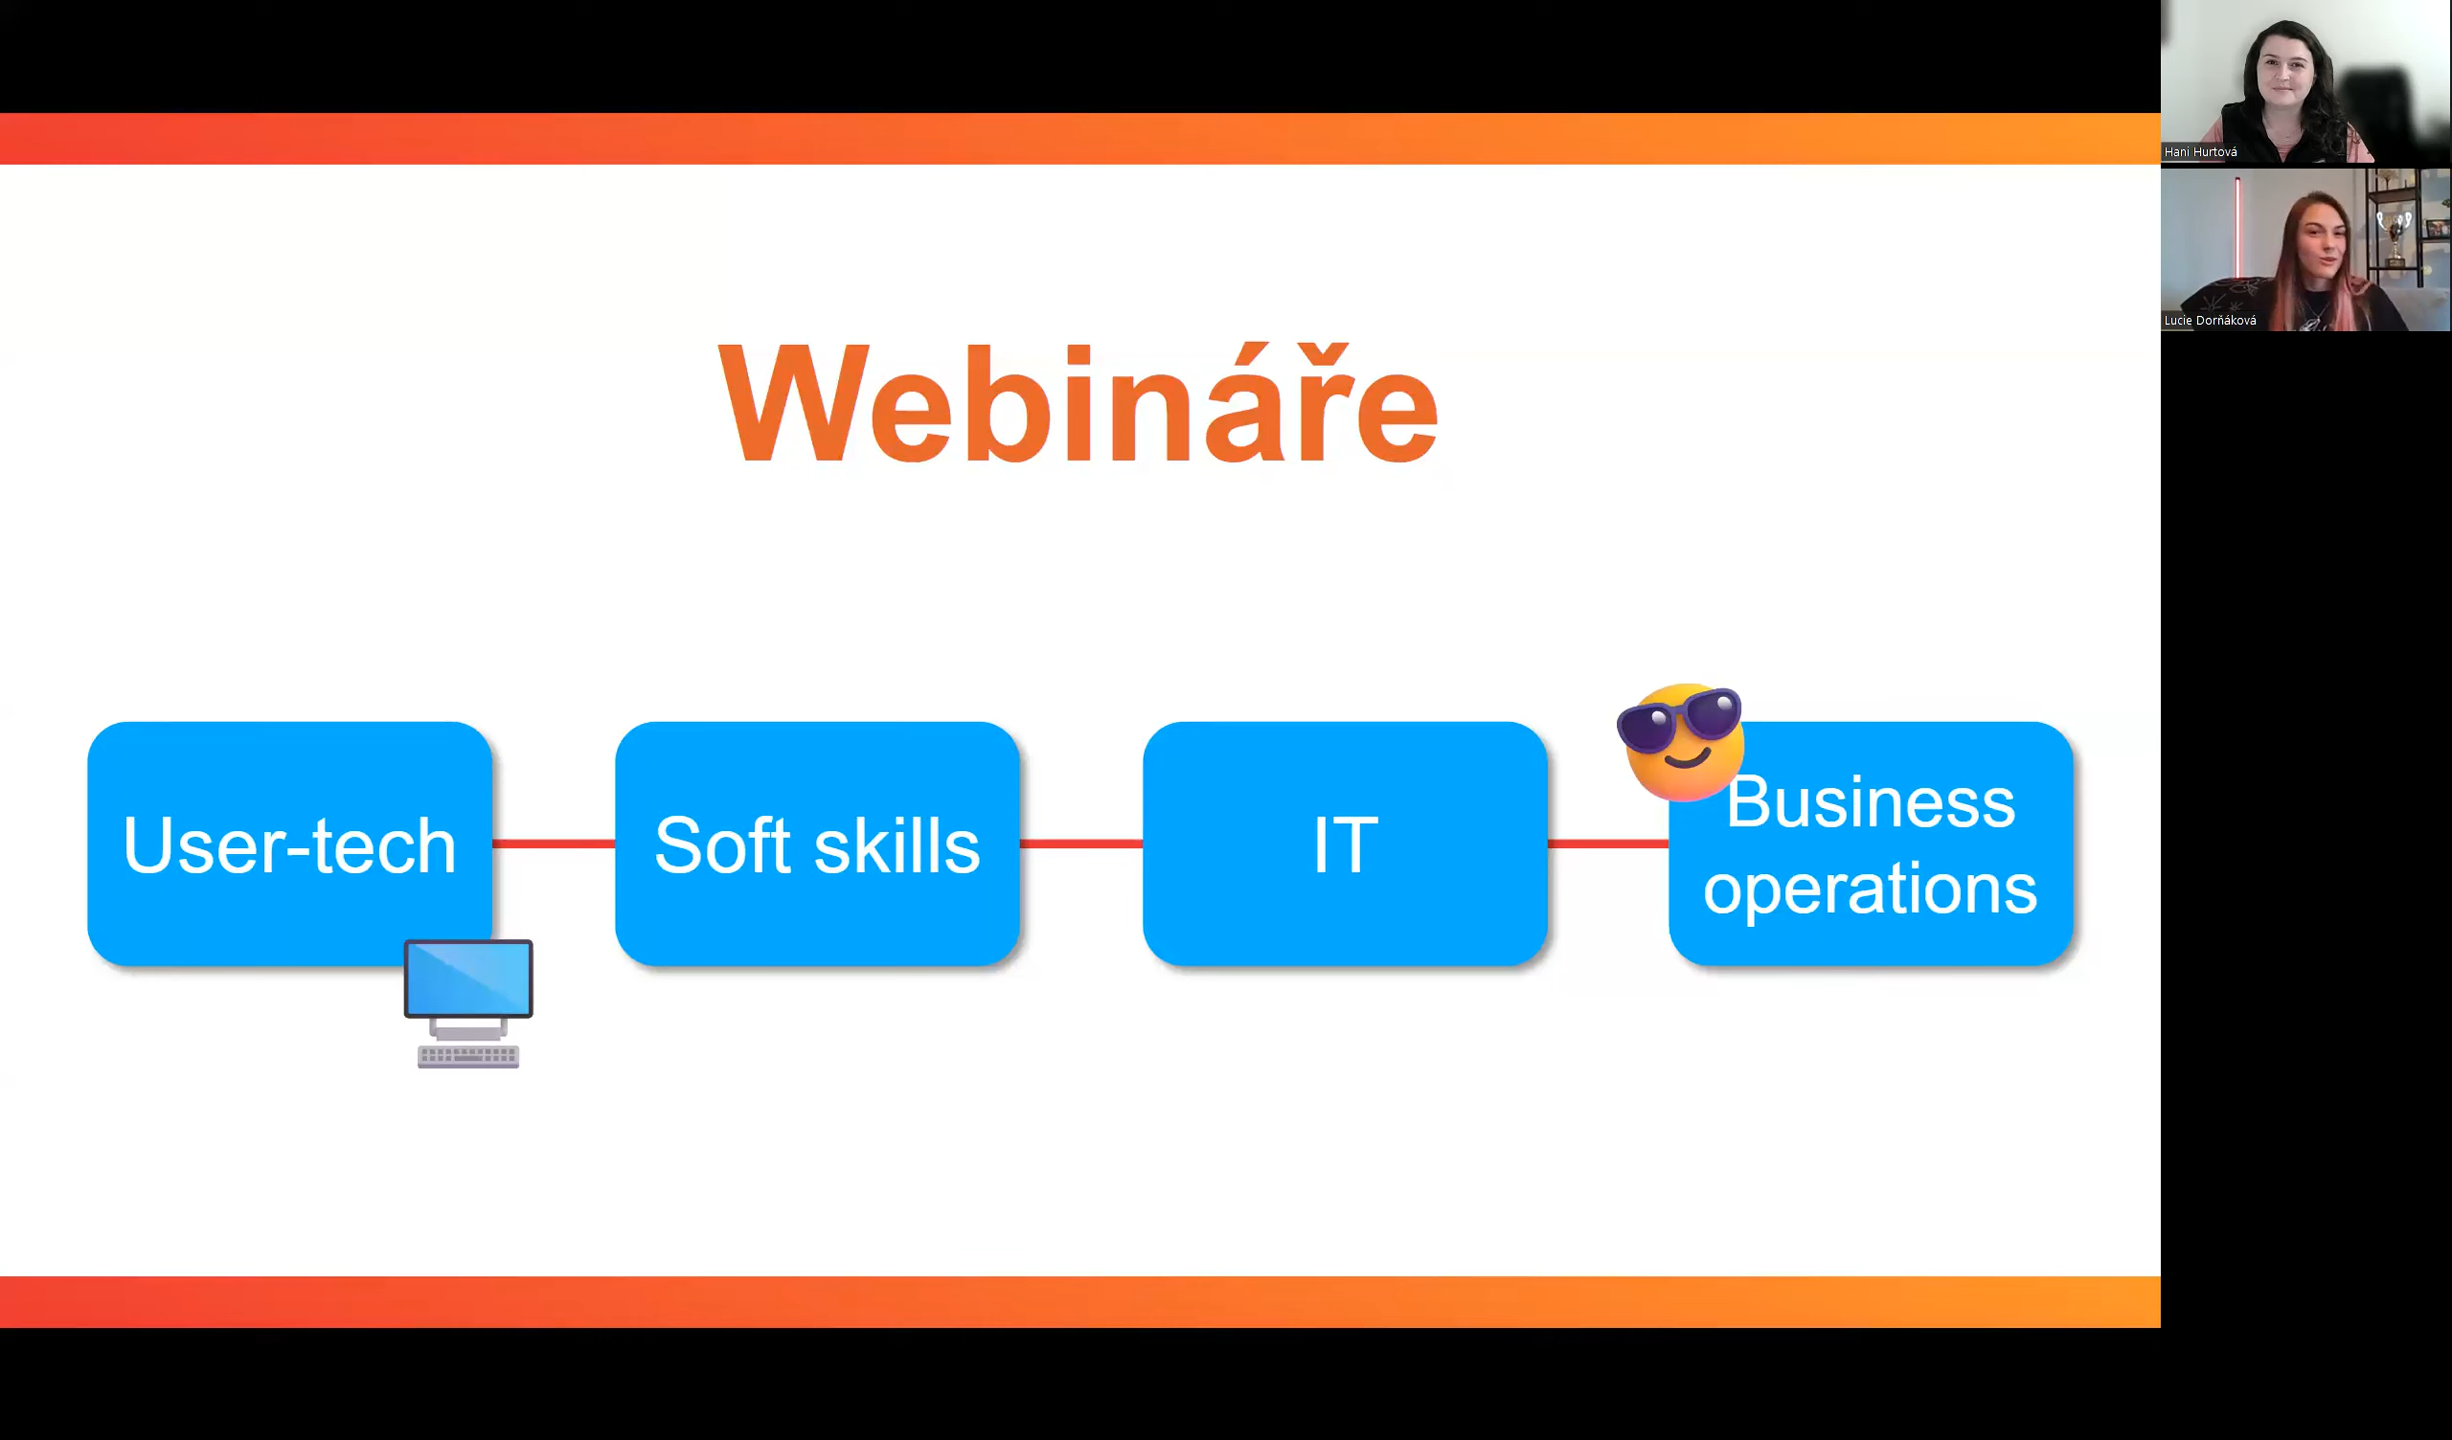 Webináře
User-tech
Soft skills
IT
Business
operations
Hani Hurtová
Lucie Dorňáková